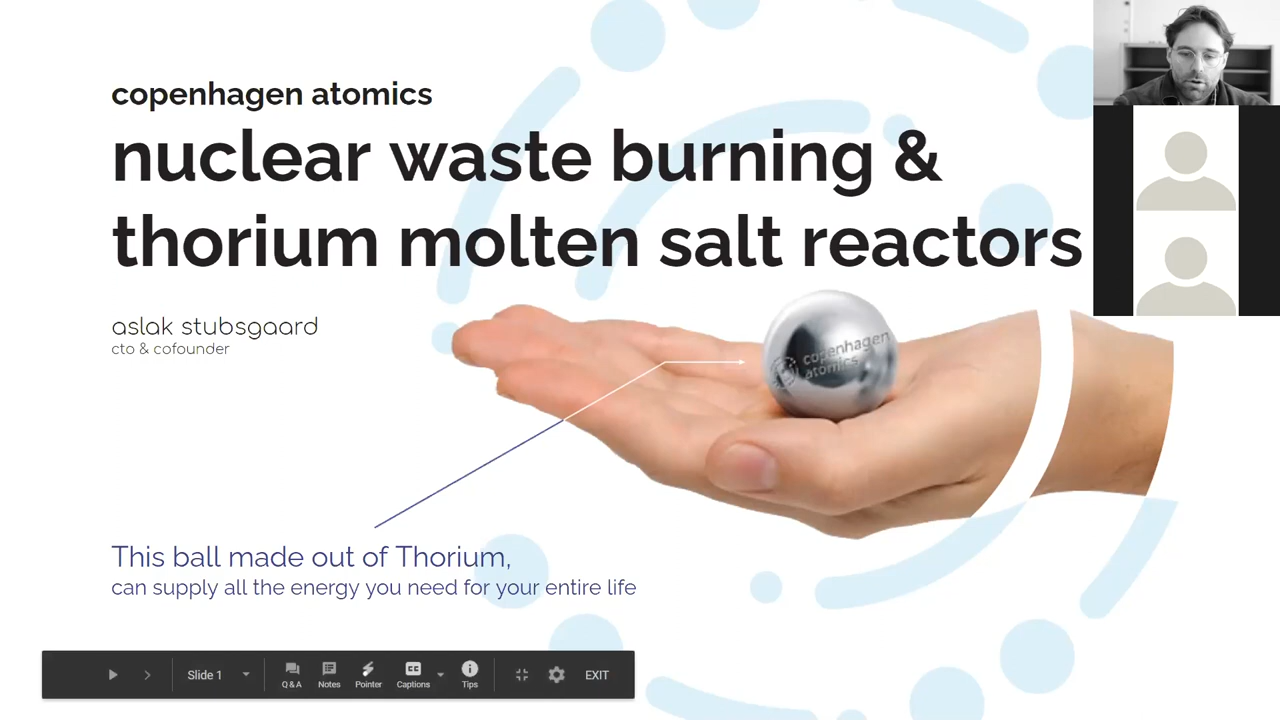 copenhagen atomics
nuclear waste burning &
thorium molten salt reactors
aslak stubsgaard
cto & cofounder
copenhagen
atomics
This ball made out of Thorium,
can supply all the energy you need for your entire life
Slide 1
Q & A
Notes
Pointer
CC
Captions
Tips
EXIT